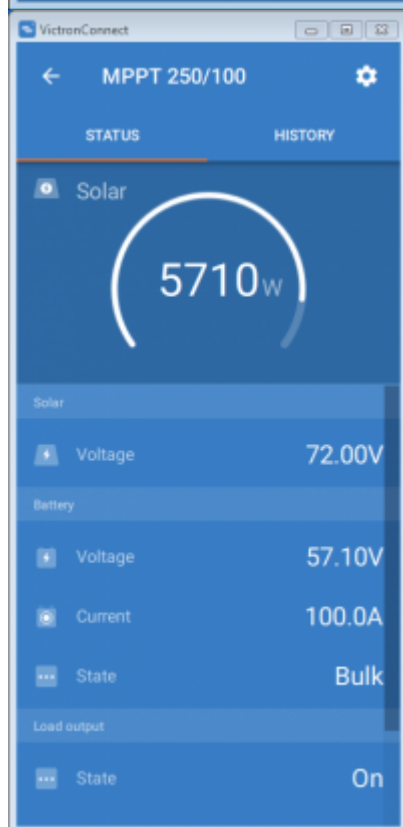 VictronConnect
MPPT 250/100
STATUS HISTORY
Solar
5710W
Solar
Voltage 72.00V
Battery
Voltage 57.10V
Current 100.0A
State Bulk
Load output
State On